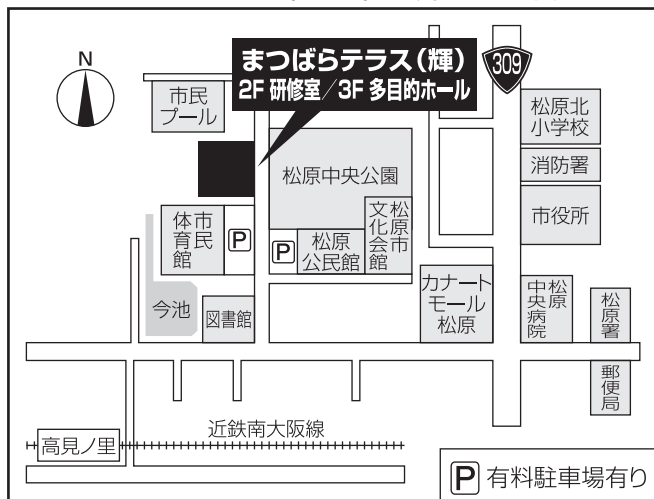 N
まつばらテラス（輝）
2F 研修室／3F 多目的ホール
309
市民
プール
松原北
小学校
消防署
市役所
松原中央公園
松原市
文化会館
松原
公民館
P
P
市民
体育館
今池
図書館
カナート
モール
松原
松原
中央病院
松原署
郵便局
近鉄南大阪線
高見ノ里
P 有料駐車場有り